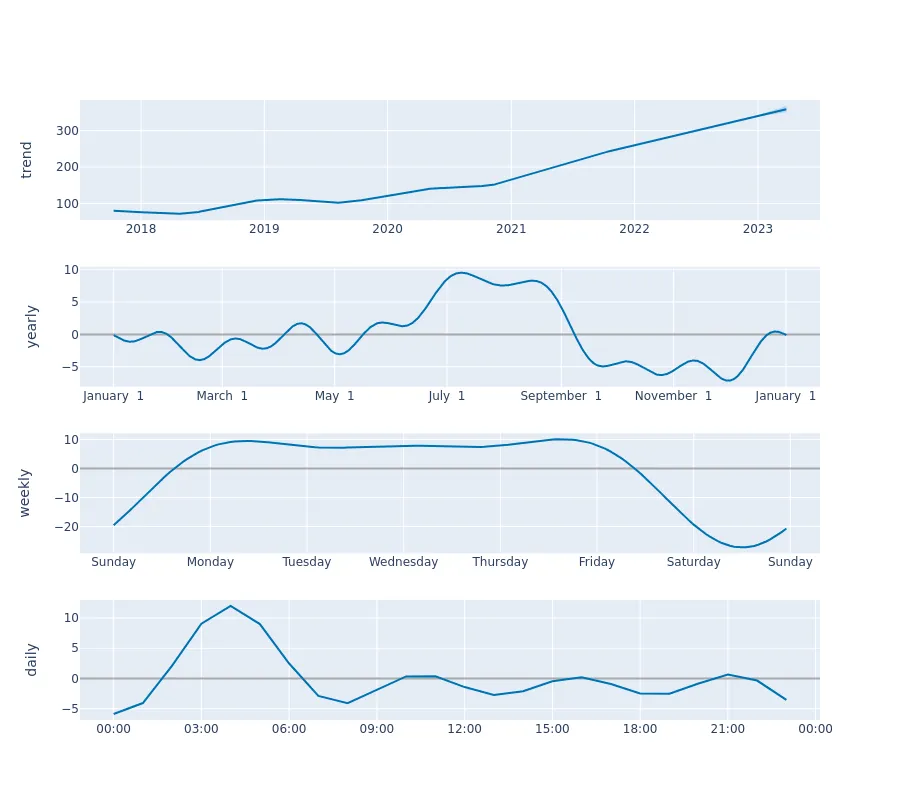 trend
300
200
100
2018 2019 2020 2021 2022 2023
yearly
10
5
0
−5
January 1 March 1 May 1 July 1 September 1 November 1 January 1
weekly
10
0
−10
−20
Sunday Monday Tuesday Wednesday Thursday Friday Saturday Sunday
daily
10
5
0
−5
00:00 03:00 06:00 09:00 12:00 15:00 18:00 21:00 00:00